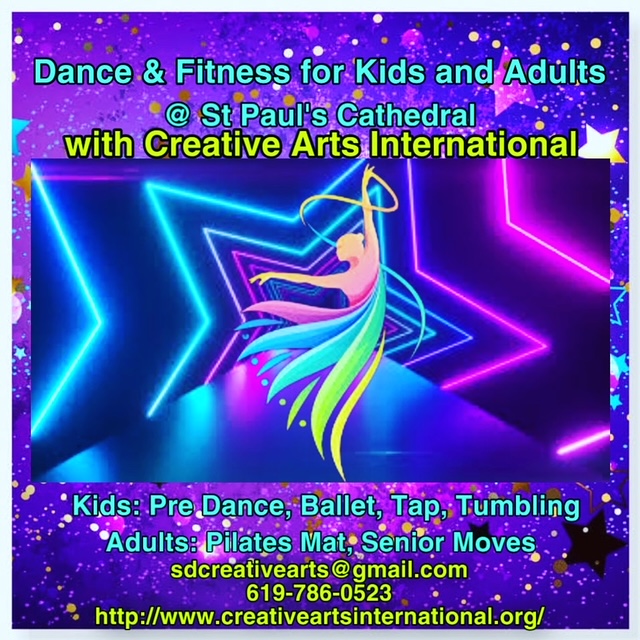 Dance & Fitness for Kids and Adults
@ St Paul's Cathedral
with Creative Arts International
Kids: Pre Dance, Ballet, Tap, Tumbling
Adults: Pilates Mat, Senior Moves
sdcreativearts@gmail.com
619-786-0523
http://www.creativeartsinternational.org/